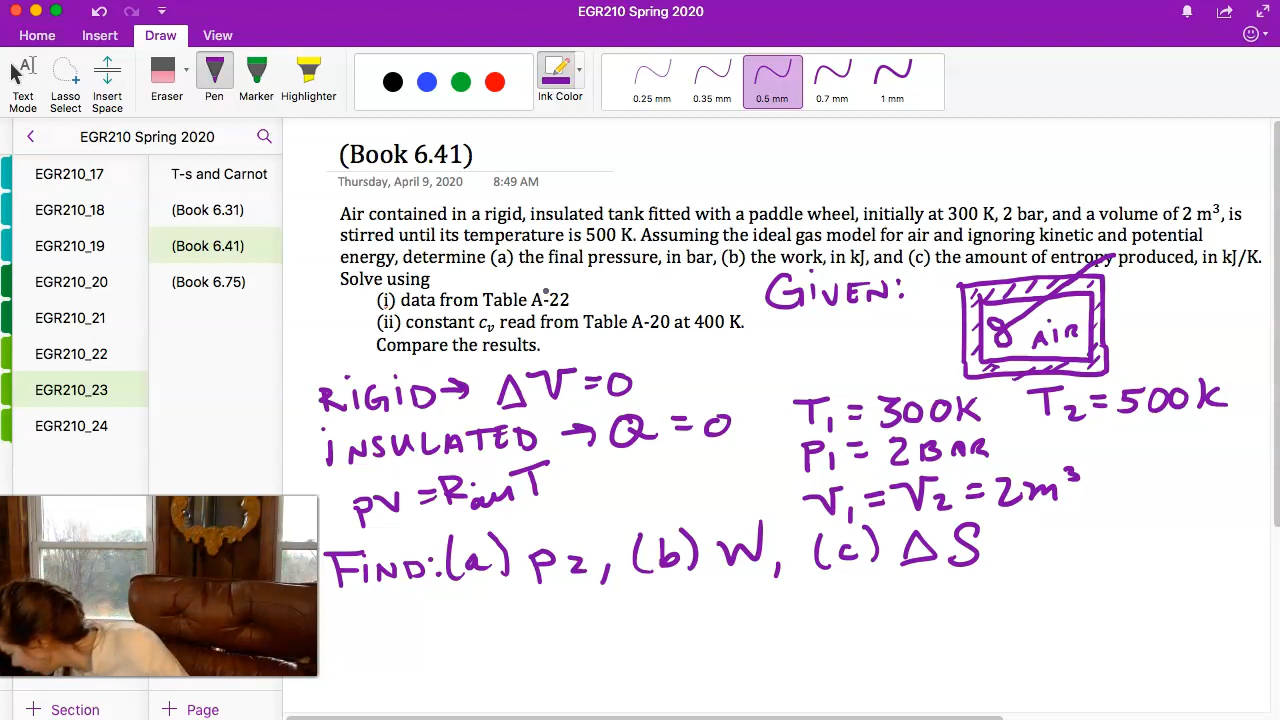 EGR210 Spring 2020
Home Insert Draw View
Text Mode
Lasso Select
Insert Space
Eraser
Pen
Marker
Highlighter
Ink Color
0.25 mm
0.35 mm
0.5 mm
0.7 mm
1 mm
EGR210 Spring 2020
EGR210_17
EGR210_18
EGR210_19
EGR210_20
EGR210_21
EGR210_22
EGR210_23
EGR210_24
T-s and Carnot
(Book 6.31)
(Book 6.41)
(Book 6.75)
+ Section
+ Page
(Book 6.41)
Thursday, April 9, 2020 8:49 AM
Air contained in a rigid, insulated tank fitted with a paddle wheel, initially at 300 K, 2 bar, and a volume of 2 m³, is
stirred until its temperature is 500 K. Assuming the ideal gas model for air and ignoring kinetic and potential
energy, determine (a) the final pressure, in bar, (b) the work, in kJ, and (c) the amount of entropy produced, in kJ/K.
Solve using
(i) data from Table A-22
(ii) constant cᵥ read from Table A-20 at 400 K.
Compare the results.
GIVEN:
AIR
RIGID → ΔV = 0
INSULATED → Q = 0
pv = RairT
T₁ = 300K T₂ = 500K
P₁ = 2 BAR
V₁ = V₂ = 2m³
FIND: (a) p₂, (b) W, (c) ΔS